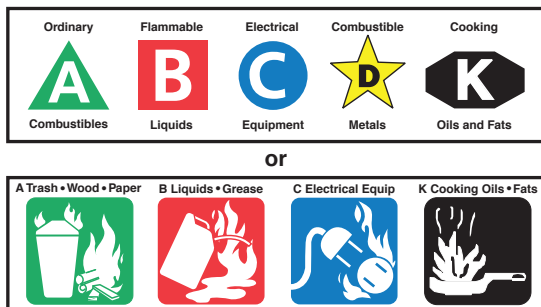 Ordinary Flammable Electrical Combustible Cooking
A B C D K
Combustibles Liquids Equipment Metals Oils and Fats
or
A Trash • Wood • Paper B Liquids • Grease C Electrical Equip K Cooking Oils • Fats